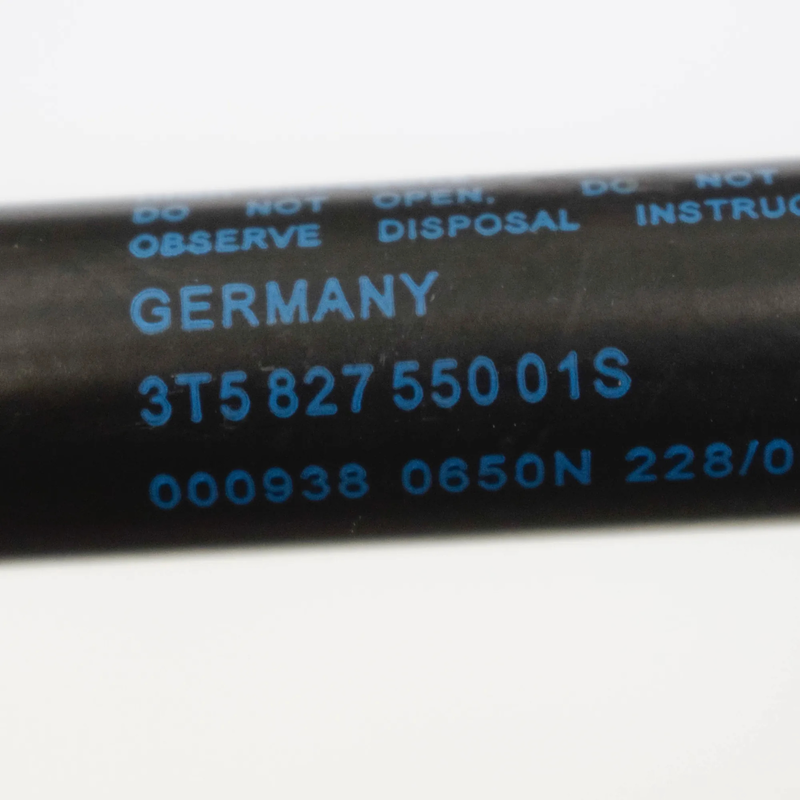 DO NOT OPEN. DO NOT
OBSERVE DISPOSAL INSTRUC
GERMANY
3T5 827 550 01S
000938 0650N 228/0